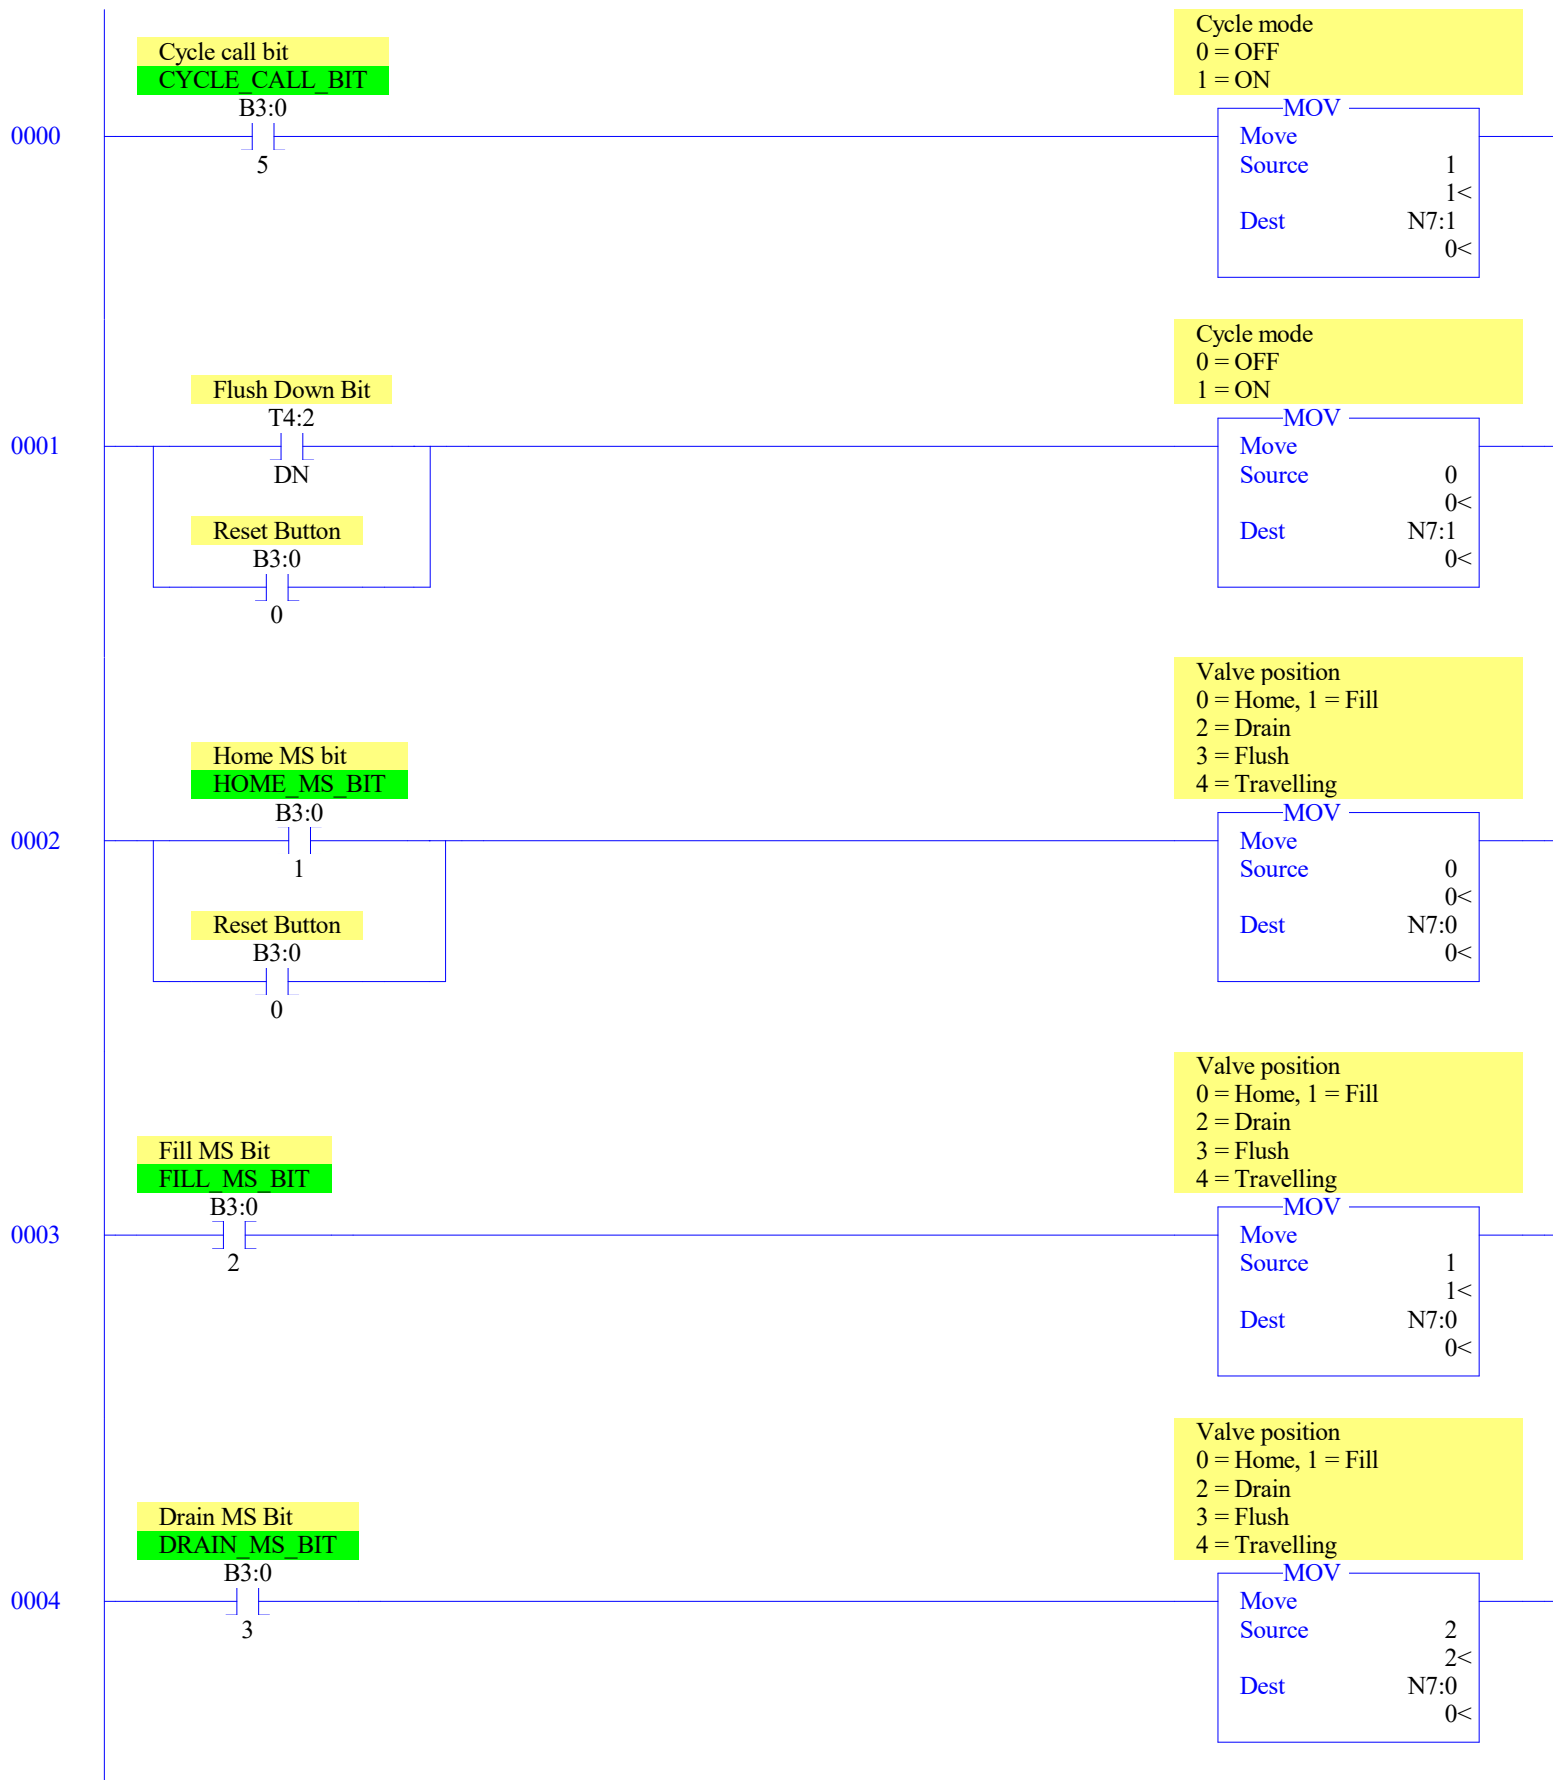 Cycle call bit
CYCLE_CALL_BIT
B3:0
5
0000
Cycle mode
0 = OFF
1 = ON
MOV
Move
Source 1
1<
Dest N7:1
0<
Flush Down Bit
T4:2
DN
0001
Reset Button
B3:0
0
Cycle mode
0 = OFF
1 = ON
MOV
Move
Source 0
0<
Dest N7:1
0<
Home MS bit
HOME_MS_BIT
B3:0
1
0002
Reset Button
B3:0
0
Valve position
0 = Home, 1 = Fill
2 = Drain
3 = Flush
4 = Travelling
MOV
Move
Source 0
0<
Dest N7:0
0<
Fill MS Bit
FILL_MS_BIT
B3:0
2
0003
Valve position
0 = Home, 1 = Fill
2 = Drain
3 = Flush
4 = Travelling
MOV
Move
Source 1
1<
Dest N7:0
0<
Drain MS Bit
DRAIN_MS_BIT
B3:0
3
0004
Valve position
0 = Home, 1 = Fill
2 = Drain
3 = Flush
4 = Travelling
MOV
Move
Source 2
2<
Dest N7:0
0<